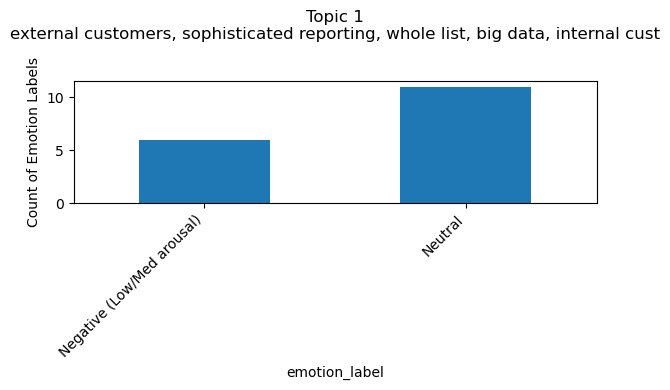 Topic 1
external customers, sophisticated reporting, whole list, big data, internal cust
Count of Emotion Labels
10
5
0
Negative (Low/Med arousal)
Neutral
emotion_label